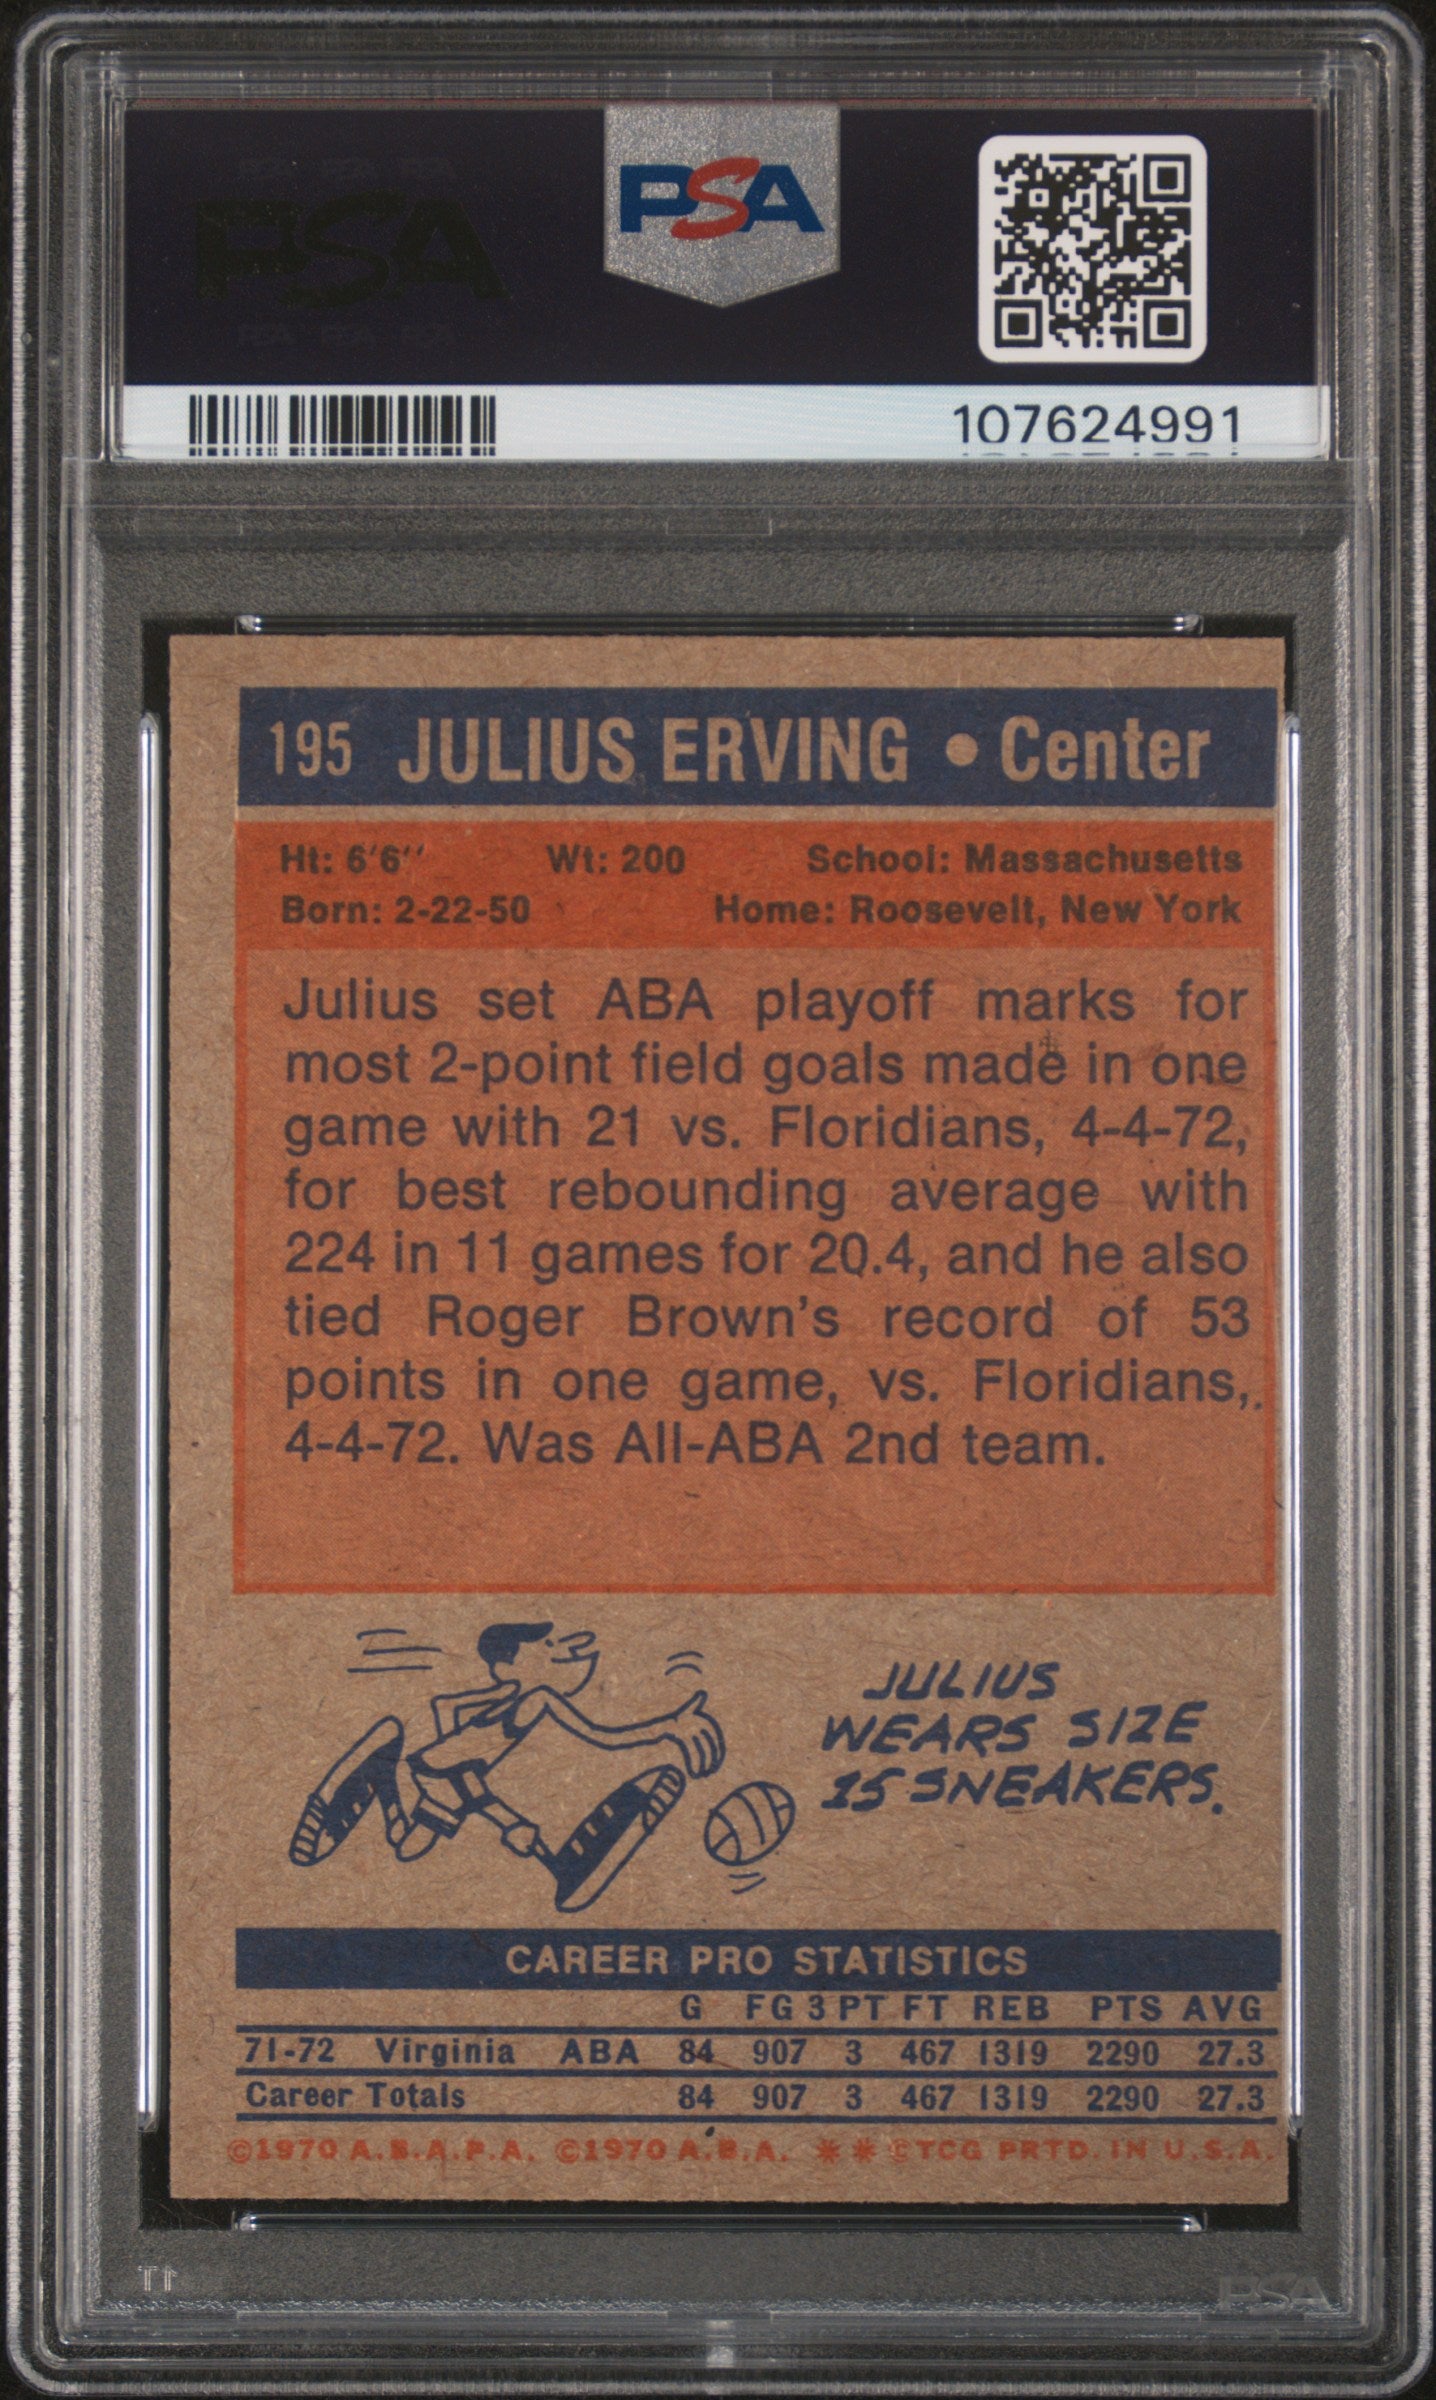 PSA
PSA
107624991
195 JULIUS ERVING • Center
Ht: 6'6'' Wt: 200 School: Massachusetts
Born: 2-22-50 Home: Roosevelt, New York
Julius set ABA playoff marks for
most 2-point field goals made in one
game with 21 vs. Floridians, 4-4-72,
for best rebounding average with
224 in 11 games for 20.4, and he also
tied Roger Brown's record of 53
points in one game, vs. Floridians,
4-4-72. Was All-ABA 2nd team.
JULIUS
WEARS SIZE
15 SNEAKERS.
CAREER PRO STATISTICS
G FG 3 PT FT REB PTS AVG
71-72 Virginia ABA 84 907 3 467 1319 2290 27.3
Career Totals 84 907 3 467 1319 2290 27.3
©1970 A.B.A.P.A. ©1970 A.B.A. ** ©TCG PRTD. IN U.S.A.
PSA